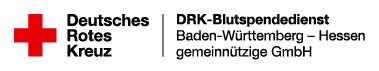 Deutsches
Rotes
Kreuz
DRK-Blutspendedienst
Baden-Württemberg – Hessen
gemeinnützige GmbH